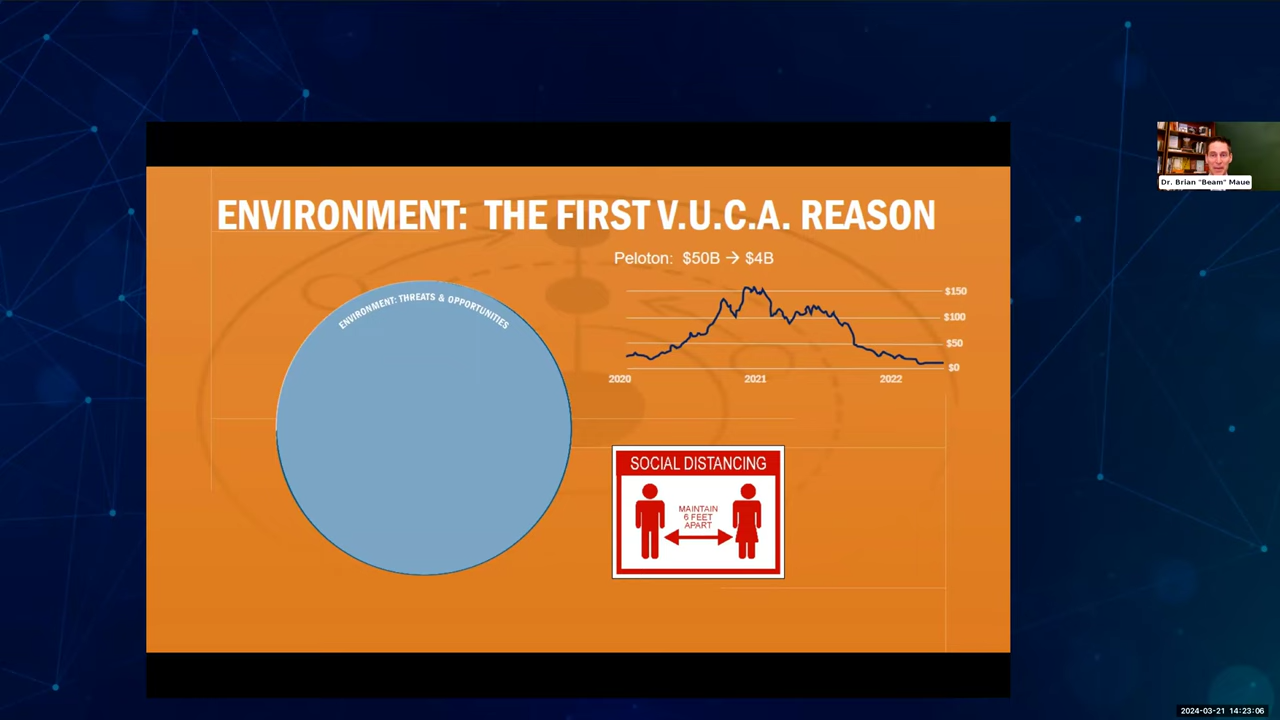 ENVIRONMENT: THE FIRST V.U.C.A. REASON
Peloton: $50B → $4B
ENVIRONMENT: THREATS & OPPORTUNITIES
$150
$100
$50
$0
2020 2021 2022
SOCIAL DISTANCING
MAINTAIN
6 FEET
APART
Dr. Brian "Beam" Maue
2024-03-21 14:23:06